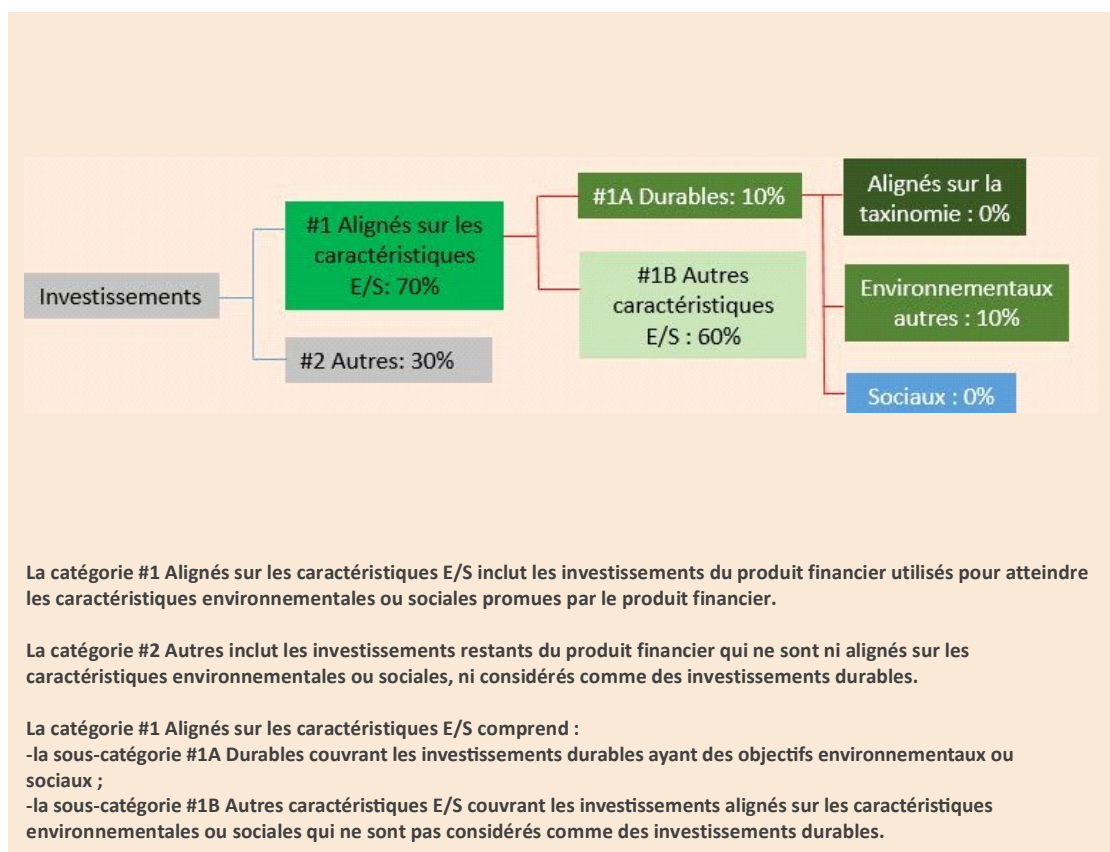 Investissements
#1 Alignés sur les
caractéristiques
E/S: 70%
#2 Autres: 30%
#1A Durables: 10%
#1B Autres
caractéristiques
E/S : 60%
Alignés sur la
taxinomie : 0%
Environnementaux
autres : 10%
Sociaux : 0%
La catégorie #1 Alignés sur les caractéristiques E/S inclut les investissements du produit financier utilisés pour atteindre
les caractéristiques environnementales ou sociales promues par le produit financier.
La catégorie #2 Autres inclut les investissements restants du produit financier qui ne sont ni alignés sur les
caractéristiques environnementales ou sociales, ni considérés comme des investissements durables.
La catégorie #1 Alignés sur les caractéristiques E/S comprend :
-la sous-catégorie #1A Durables couvrant les investissements durables ayant des objectifs environnementaux ou
sociaux ;
-la sous-catégorie #1B Autres caractéristiques E/S couvrant les investissements alignés sur les caractéristiques
environnementales ou sociales qui ne sont pas considérés comme des investissements durables.